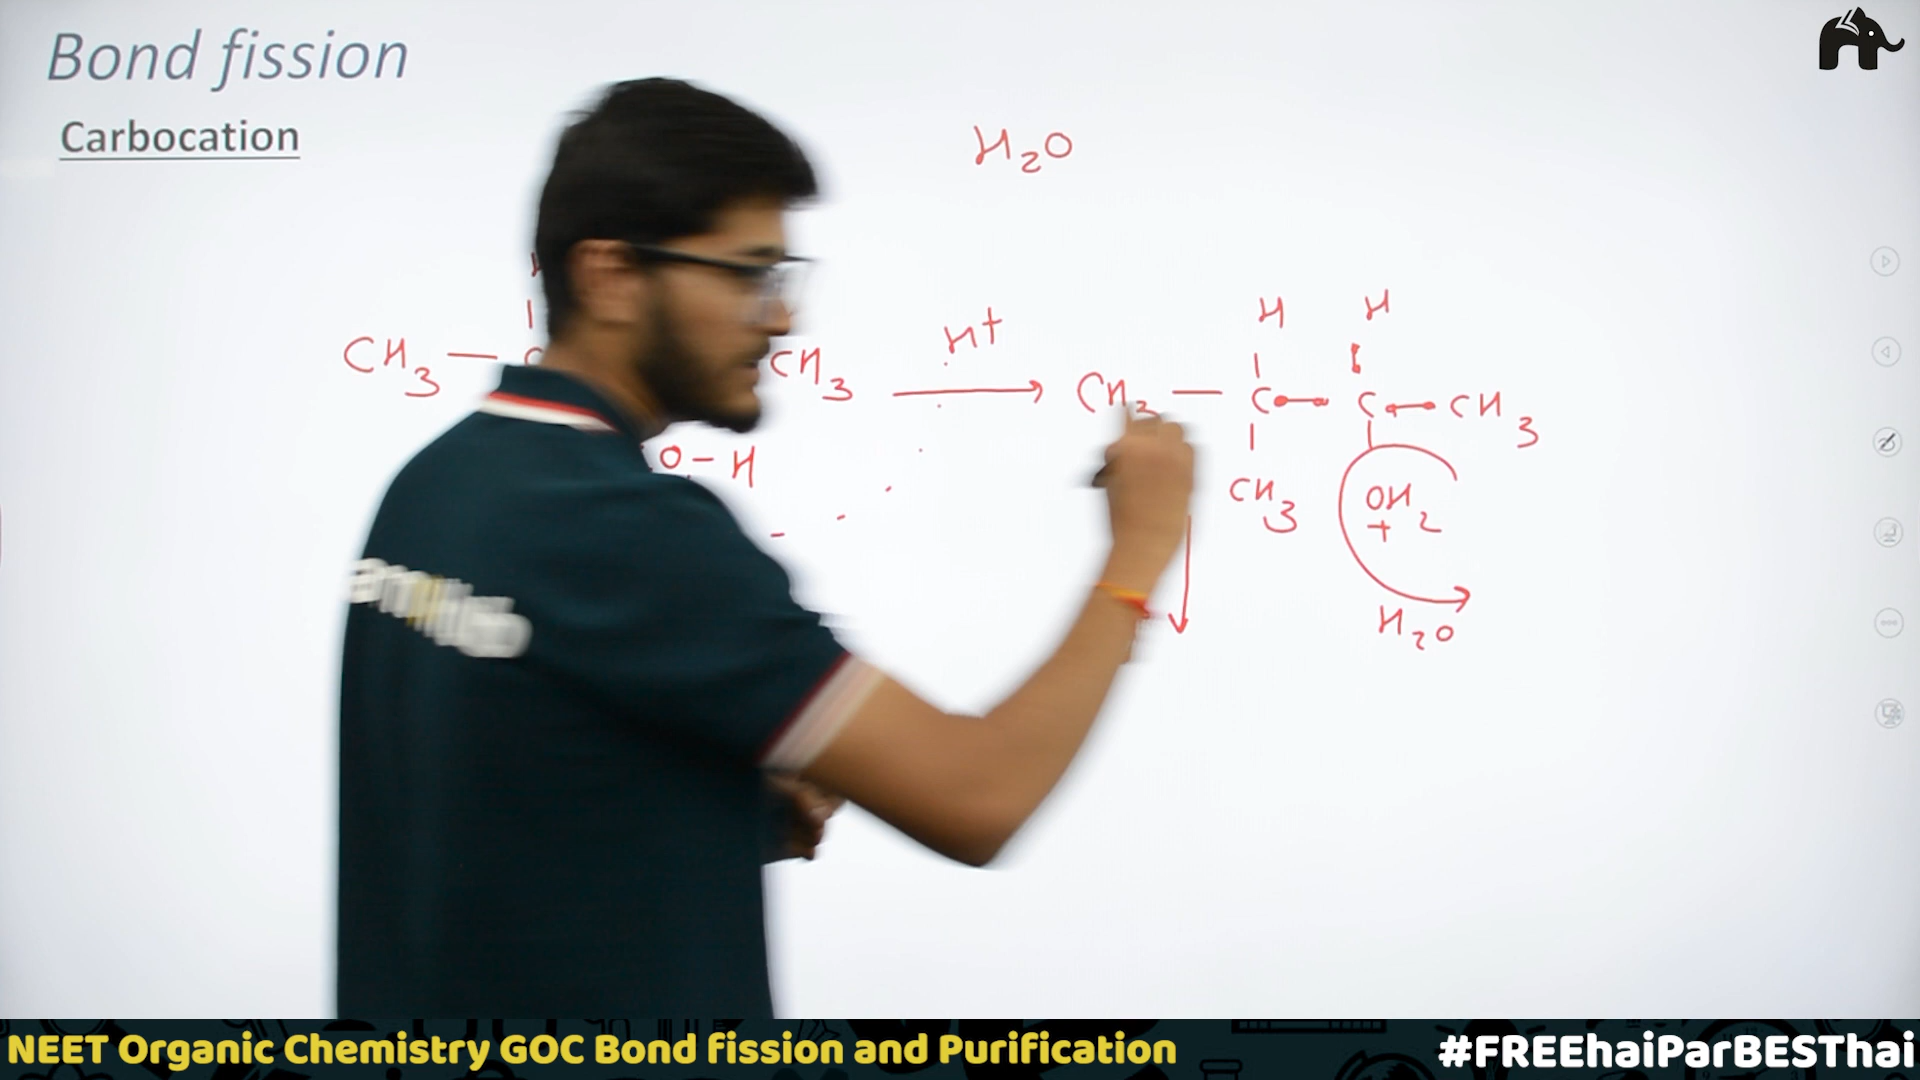 Bond fission
Carbocation
H2O
H H
CH3 — C CH3 H+ CH3 — C — C — CH3
O – H
CH3 OH2
+
H2O
NEET Organic Chemistry GOC Bond fission and Purification
#FREEhaiParBESThai